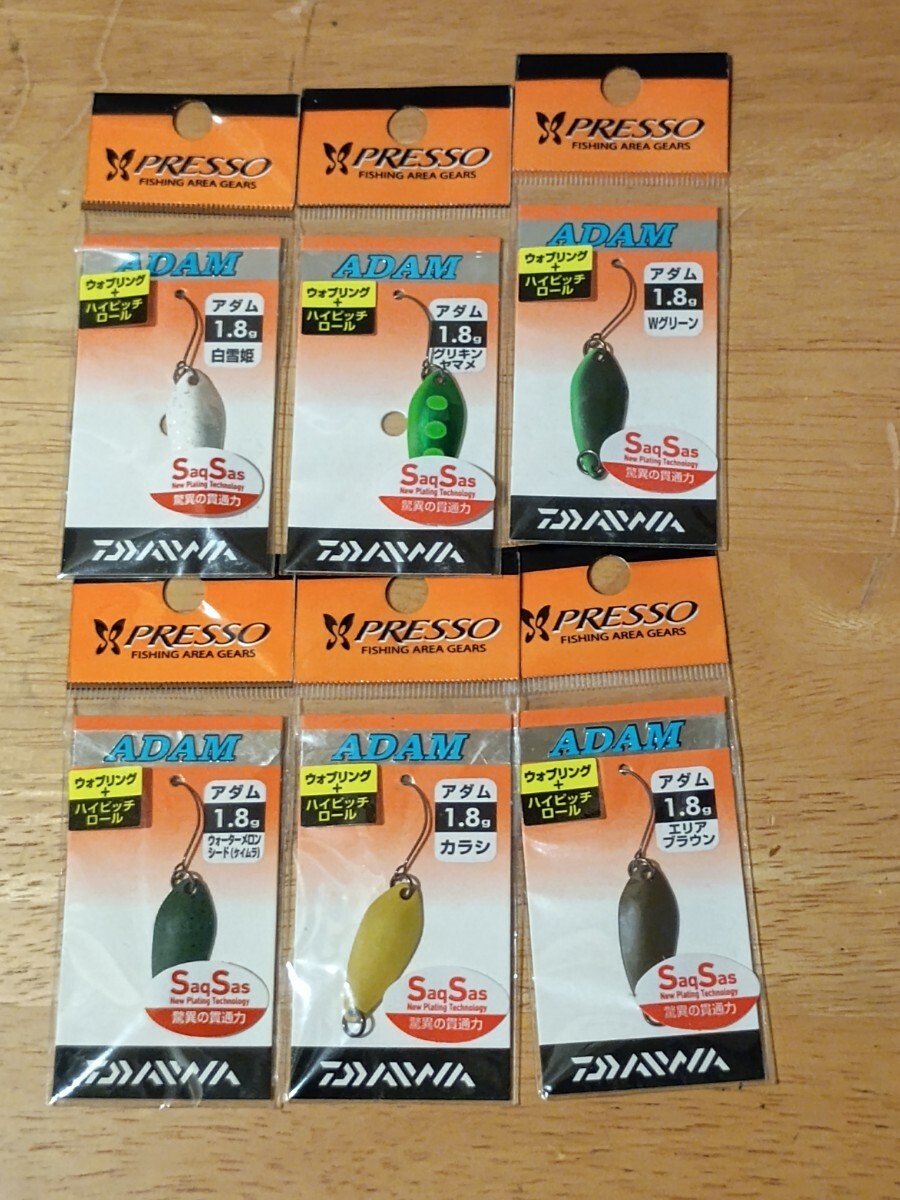 PRESSO
FISHING AREA GEARS
ADAM
ウォブリング
+
ハイピッチ
ロール
アダム
1.8g
白雪姫
SaqSas
New Plating Technology
驚異の貫通力
DAIWA
PRESSO
FISHING AREA GEARS
ADAM
ウォブリング
+
ハイピッチ
ロール
アダム
1.8g
グリキン
ヤマメ
SaqSas
New Plating Technology
驚異の貫通力
DAIWA
PRESSO
FISHING AREA GEARS
ADAM
ウォブリング
+
ハイピッチ
ロール
アダム
1.8g
Wグリーン
SaqSas
New Plating Technology
驚異の貫通力
DAIWA
PRESSO
FISHING AREA GEARS
ADAM
ウォブリング
+
ハイピッチ
ロール
アダム
1.8g
ウォーターメロン
シード(ケイムラ)
SaqSas
New Plating Technology
驚異の貫通力
DAIWA
PRESSO
FISHING AREA GEARS
ADAM
ウォブリング
+
ハイピッチ
ロール
アダム
1.8g
カラシ
SaqSas
New Plating Technology
驚異の貫通力
DAIWA
PRESSO
FISHING AREA GEARS
ADAM
ウォブリング
+
ハイピッチ
ロール
アダム
1.8g
エリア
ブラウン
SaqSas
New Plating Technology
驚異の貫通力
DAIWA